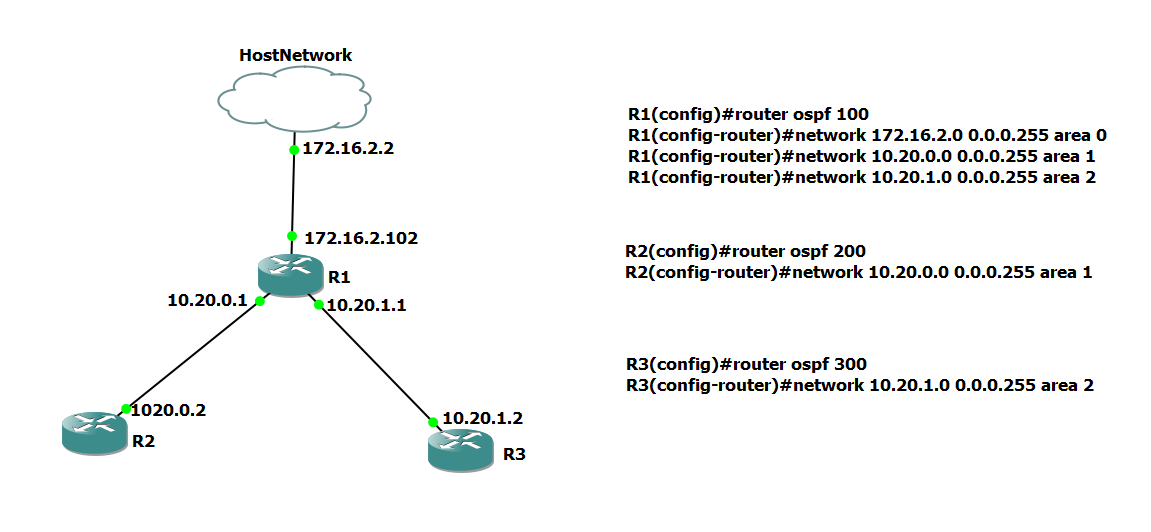 HostNetwork
172.16.2.2
172.16.2.102
R1
10.20.0.1
10.20.1.1
1020.0.2
R2
10.20.1.2
R3
R1(config)#router ospf 100
R1(config-router)#network 172.16.2.0 0.0.0.255 area 0
R1(config-router)#network 10.20.0.0 0.0.0.255 area 1
R1(config-router)#network 10.20.1.0 0.0.0.255 area 2
R2(config)#router ospf 200
R2(config-router)#network 10.20.0.0 0.0.0.255 area 1
R3(config)#router ospf 300
R3(config-router)#network 10.20.1.0 0.0.0.255 area 2